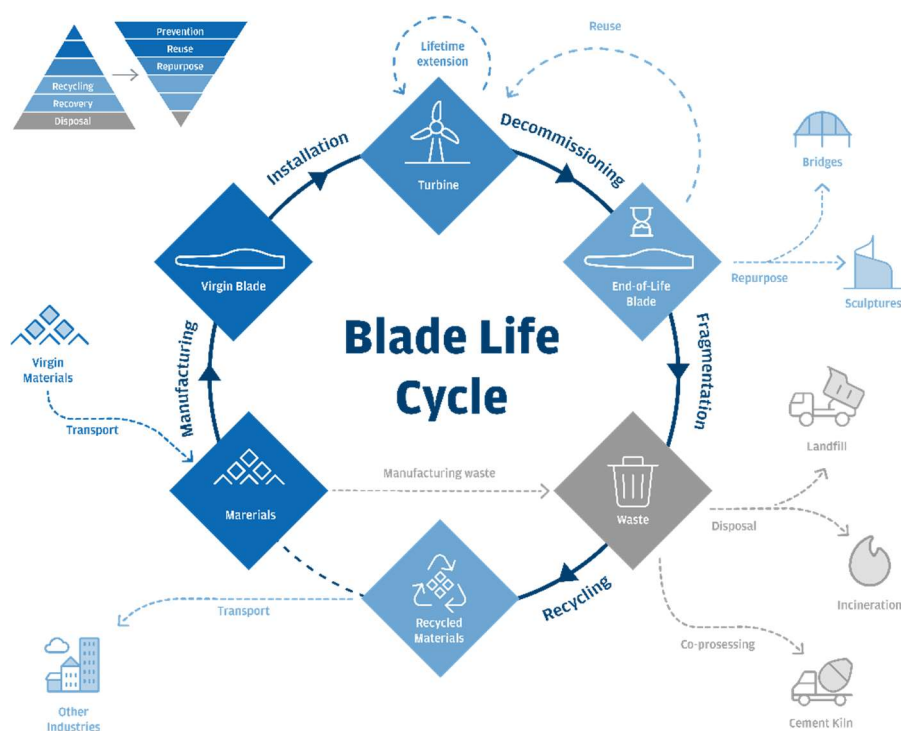 Prevention
Reuse
Repurpose
Recycling
Recovery
Disposal
Lifetime
extension
Reuse
Installation
Turbine
Decommissioning
Bridges
Virgin Blade
End-of-Life
Blade
Repurpose
Sculptures
Blade Life
Cycle
Manufacturing
Fragmentation
Virgin
Materials
Transport
Landfill
Manufacturing waste
Marerials
Waste
Disposal
Incineration
Recycling
Transport
Recycled
Materials
Co-prosessing
Other
Industries
Cement Kiln